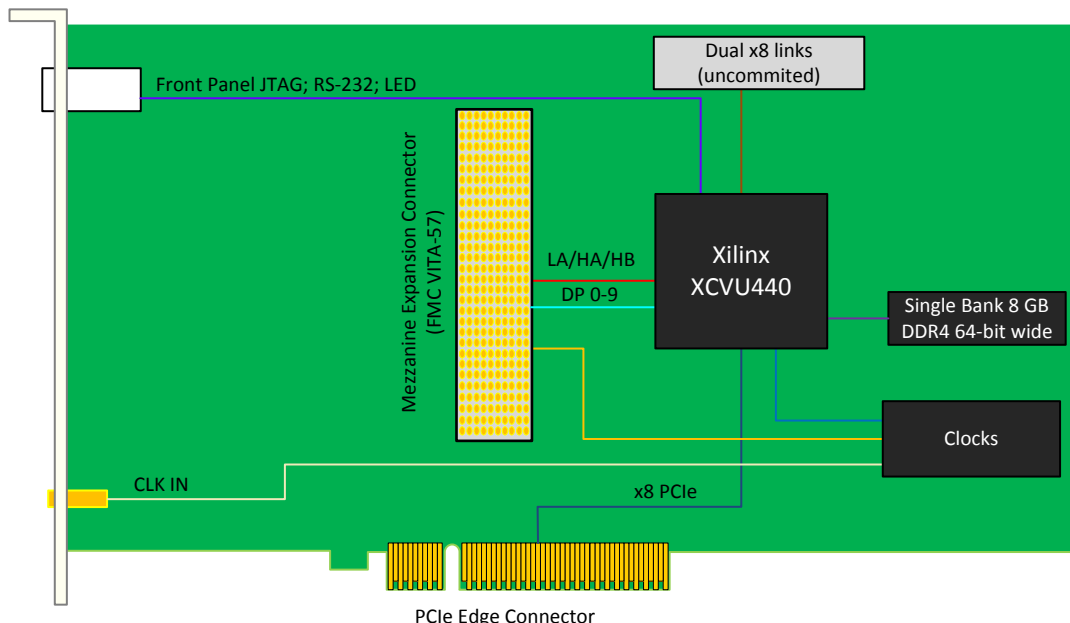 Dual x8 links
(uncommited)
Front Panel JTAG; RS-232; LED
Mezzanine Expansion Connector
(FMC VITA-57)
Xilinx
XCVU440
LA/HA/HB
DP 0-9
Single Bank 8 GB
DDR4 64-bit wide
Clocks
CLK IN
x8 PCIe
PCIe Edge Connector